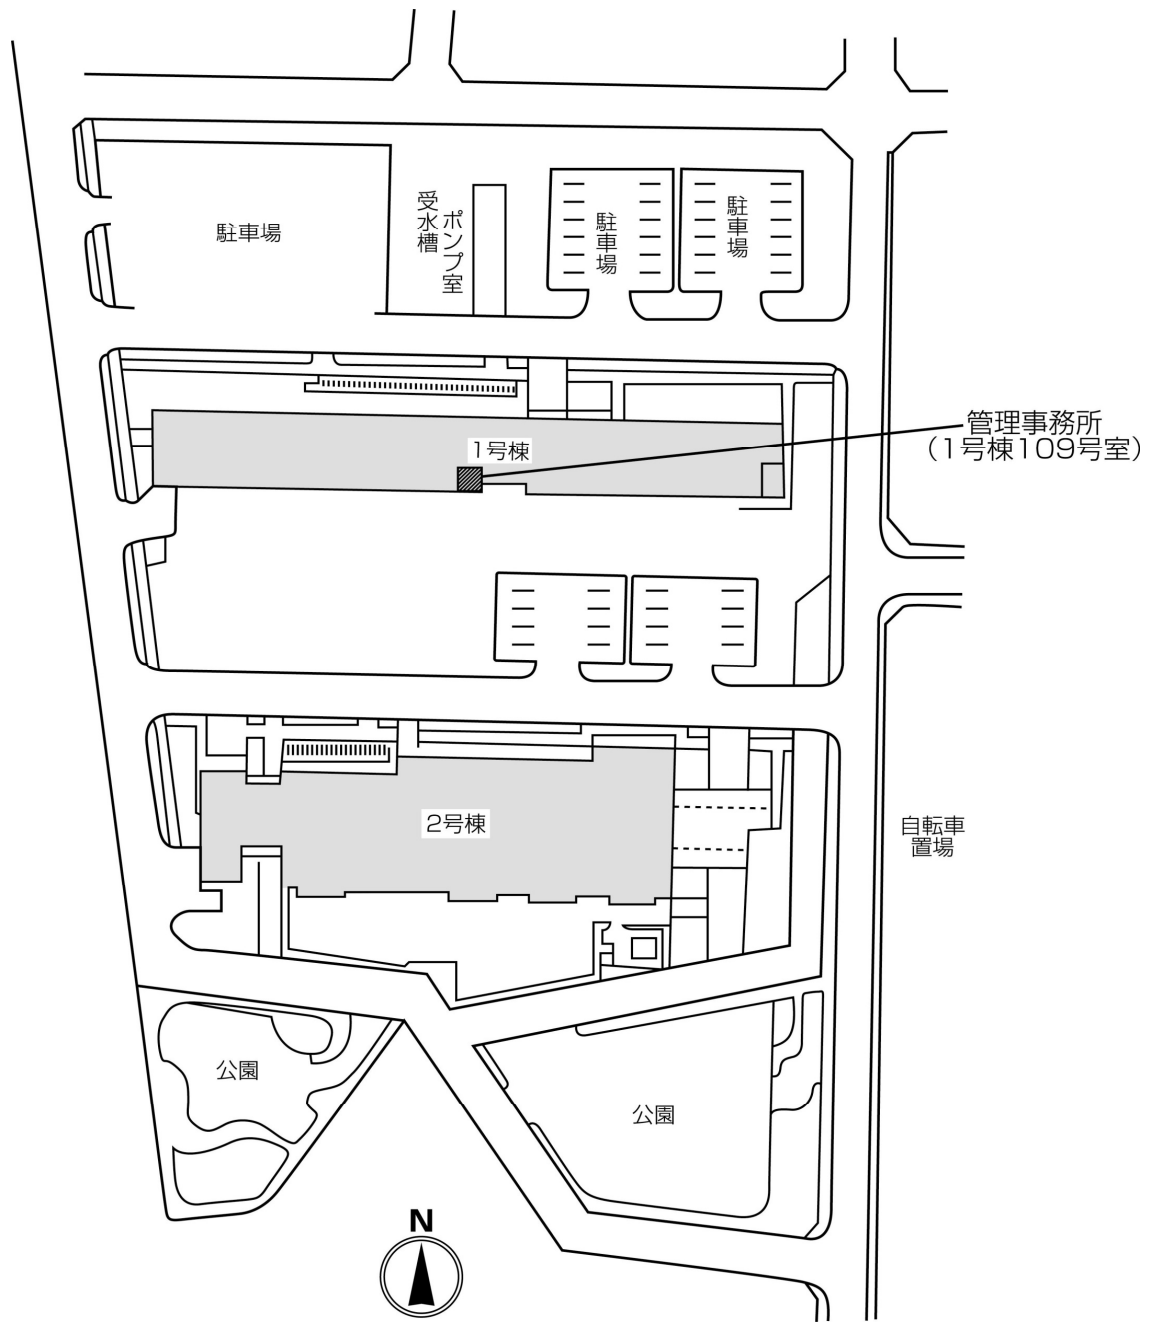 駐車場
受水槽
ポンプ室
駐車場
駐車場
1号棟
管理事務所
（1号棟109号室）
2号棟
自転車
置場
公園
公園
N